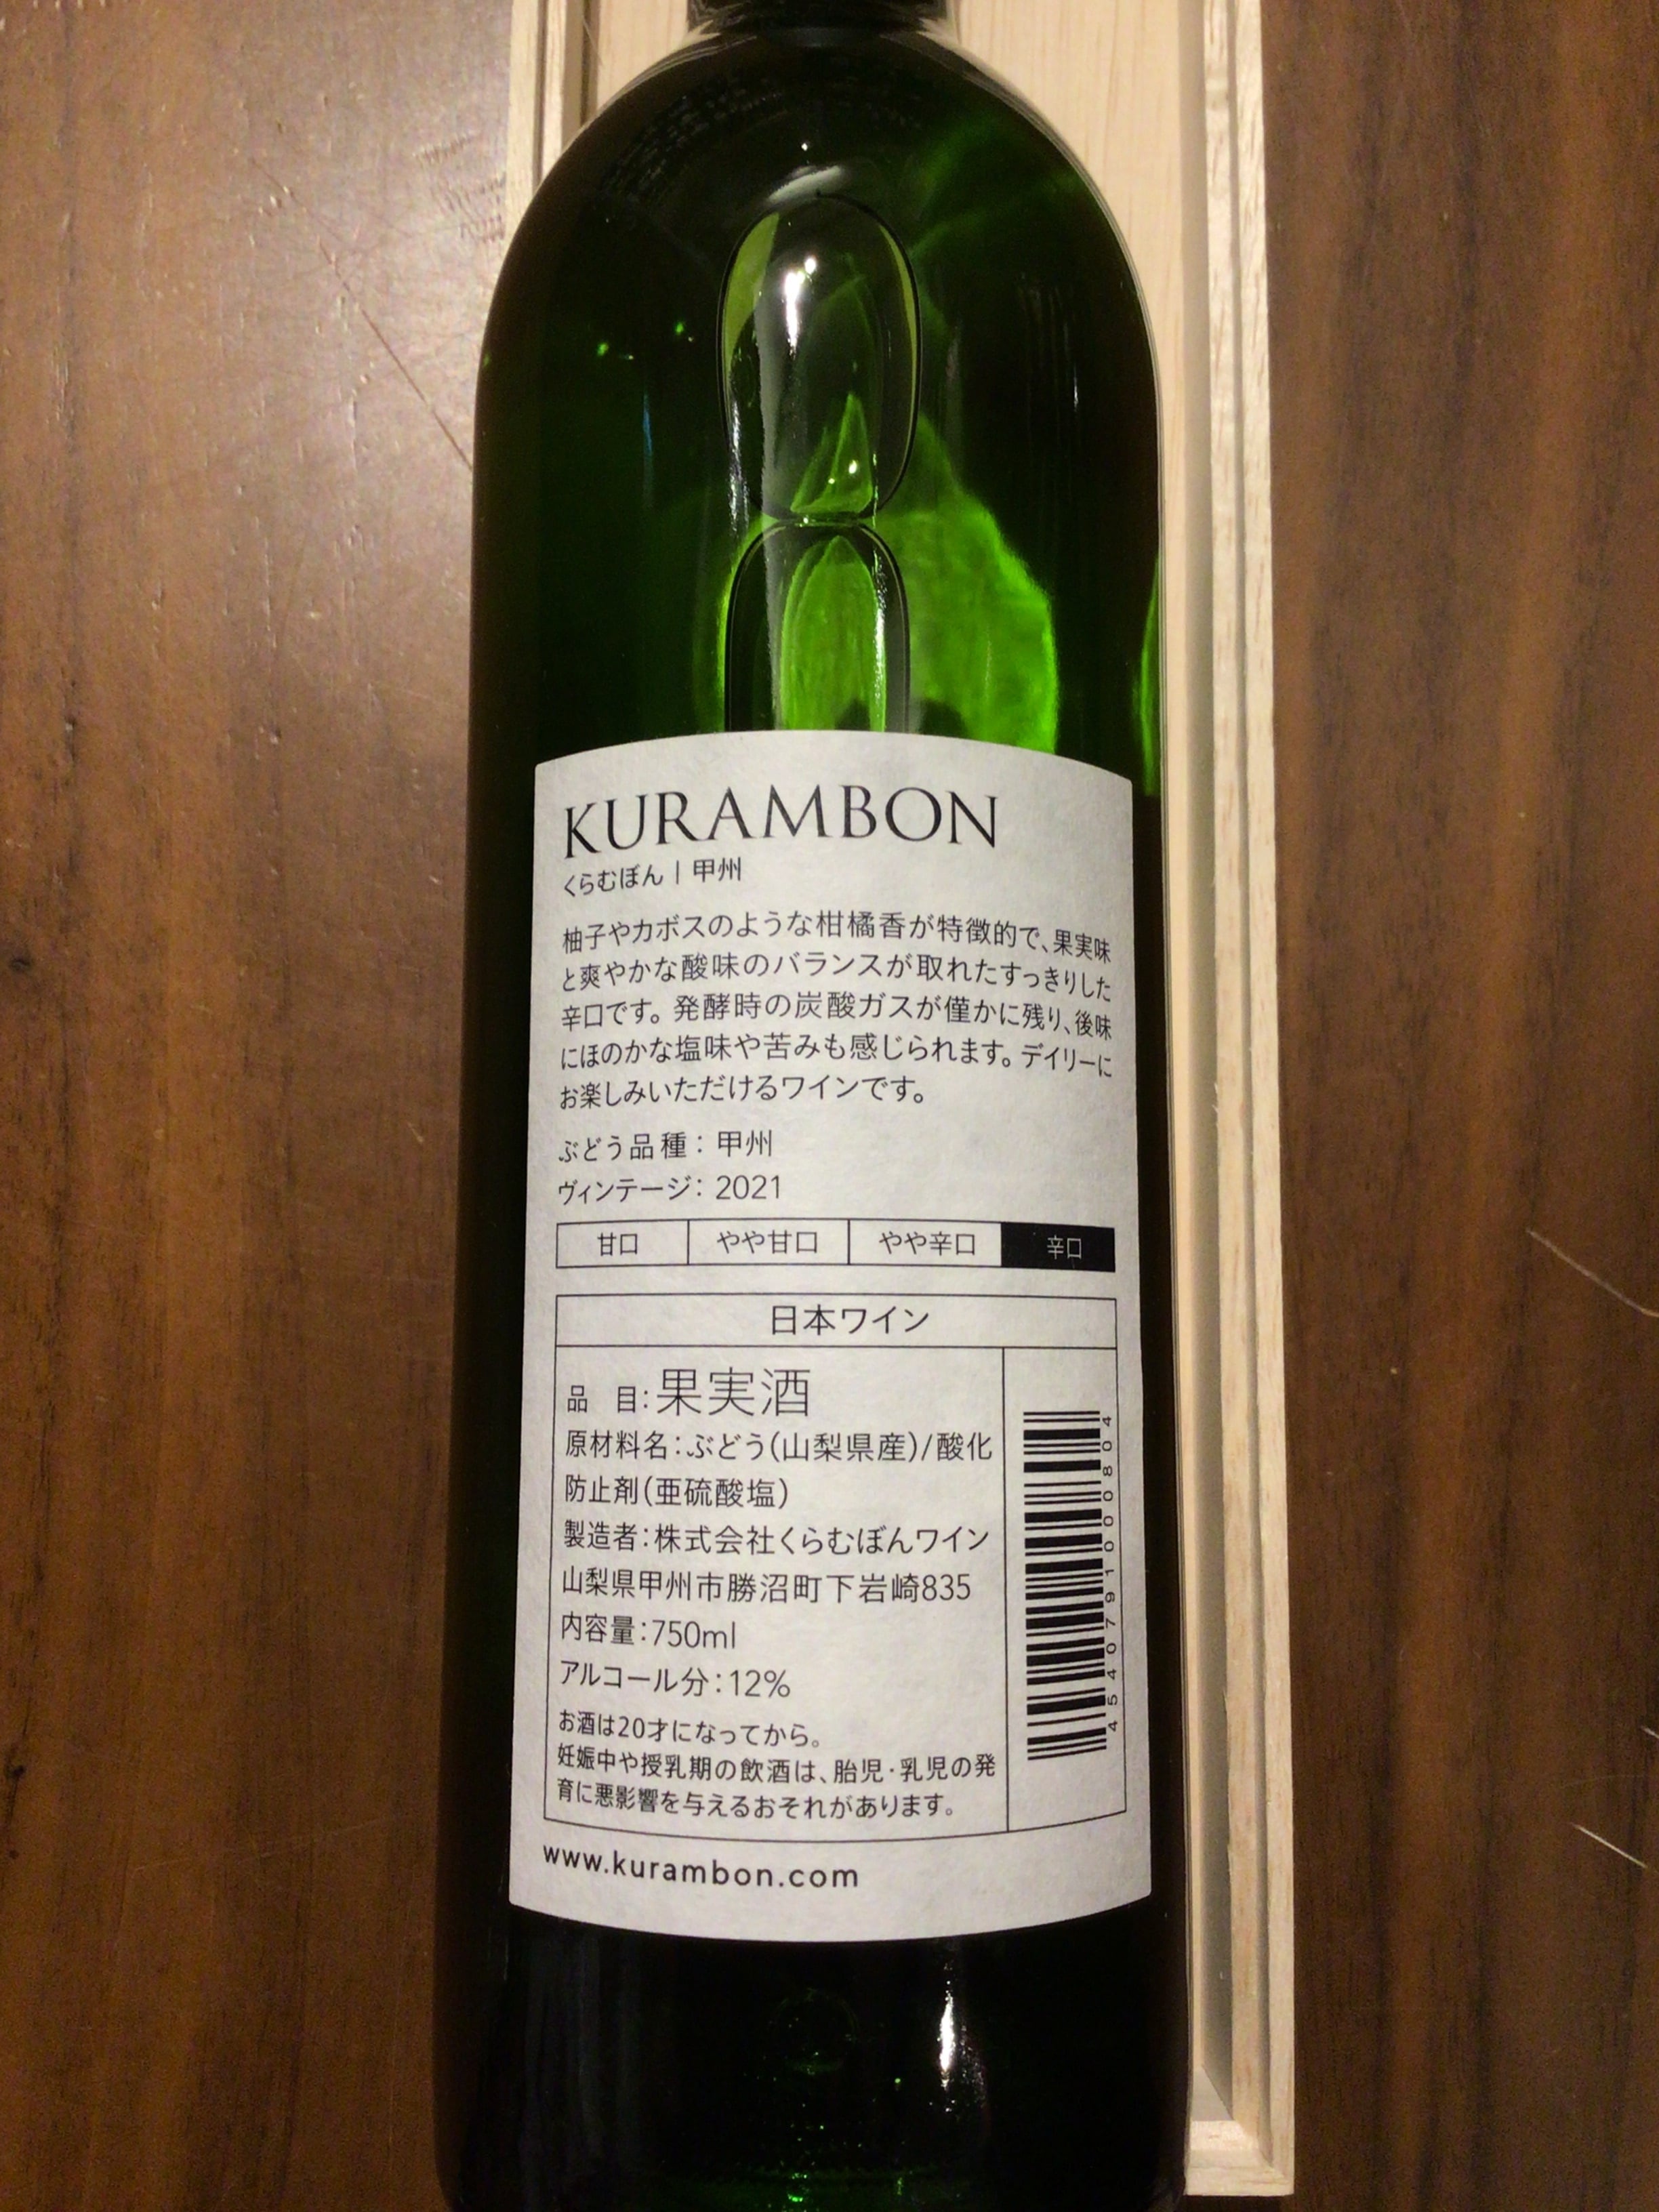 KURAMBON
くらむぼん | 甲州
柚子やカボスのような柑橘香が特徴的で、果実味
と爽やかな酸味のバランスが取れたすっきりした
辛口です。発酵時の炭酸ガスが僅かに残り、後味
にほのかな塩味や苦みも感じられます。デイリーに
お楽しみいただけるワインです。
ぶどう品種：甲州
ヴィンテージ：2021
甘口 やや甘口 やや辛口 辛口
日本ワイン
品　目：果実酒
原材料名：ぶどう(山梨県産)/酸化
防止剤(亜硫酸塩)
製造者：株式会社くらむぼんワイン
山梨県甲州市勝沼町下岩崎835
内容量：750ml
アルコール分：12%
お酒は20才になってから。
妊娠中や授乳期の飲酒は、胎児・乳児の発
育に悪影響を与えるおそれがあります。
4540791000804
www.kurambon.com